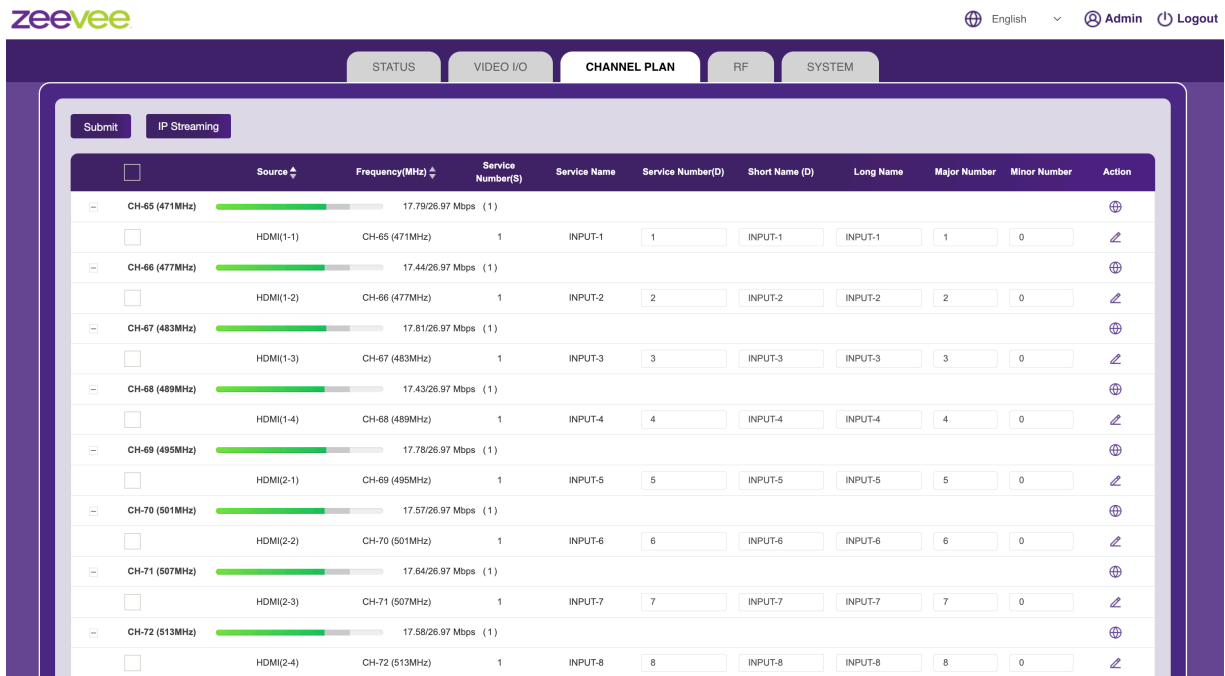 zeevee
English Admin Logout
STATUS VIDEO I/O CHANNEL PLAN RF SYSTEM
Submit IP Streaming
Source Frequency(MHz) Service Number(S) Service Name Service Number(D) Short Name (D) Long Name Major Number Minor Number Action
CH-65 (471MHz) 17.79/26.97 Mbps (1)
HDMI(1-1) CH-65 (471MHz) 1 INPUT-1 1 INPUT-1 INPUT-1 1 0
CH-66 (477MHz) 17.44/26.97 Mbps (1)
HDMI(1-2) CH-66 (477MHz) 1 INPUT-2 2 INPUT-2 INPUT-2 2 0
CH-67 (483MHz) 17.81/26.97 Mbps (1)
HDMI(1-3) CH-67 (483MHz) 1 INPUT-3 3 INPUT-3 INPUT-3 3 0
CH-68 (489MHz) 17.43/26.97 Mbps (1)
HDMI(1-4) CH-68 (489MHz) 1 INPUT-4 4 INPUT-4 INPUT-4 4 0
CH-69 (495MHz) 17.78/26.97 Mbps (1)
HDMI(2-1) CH-69 (495MHz) 1 INPUT-5 5 INPUT-5 INPUT-5 5 0
CH-70 (501MHz) 17.57/26.97 Mbps (1)
HDMI(2-2) CH-70 (501MHz) 1 INPUT-6 6 INPUT-6 INPUT-6 6 0
CH-71 (507MHz) 17.64/26.97 Mbps (1)
HDMI(2-3) CH-71 (507MHz) 1 INPUT-7 7 INPUT-7 INPUT-7 7 0
CH-72 (513MHz) 17.58/26.97 Mbps (1)
HDMI(2-4) CH-72 (513MHz) 1 INPUT-8 8 INPUT-8 INPUT-8 8 0